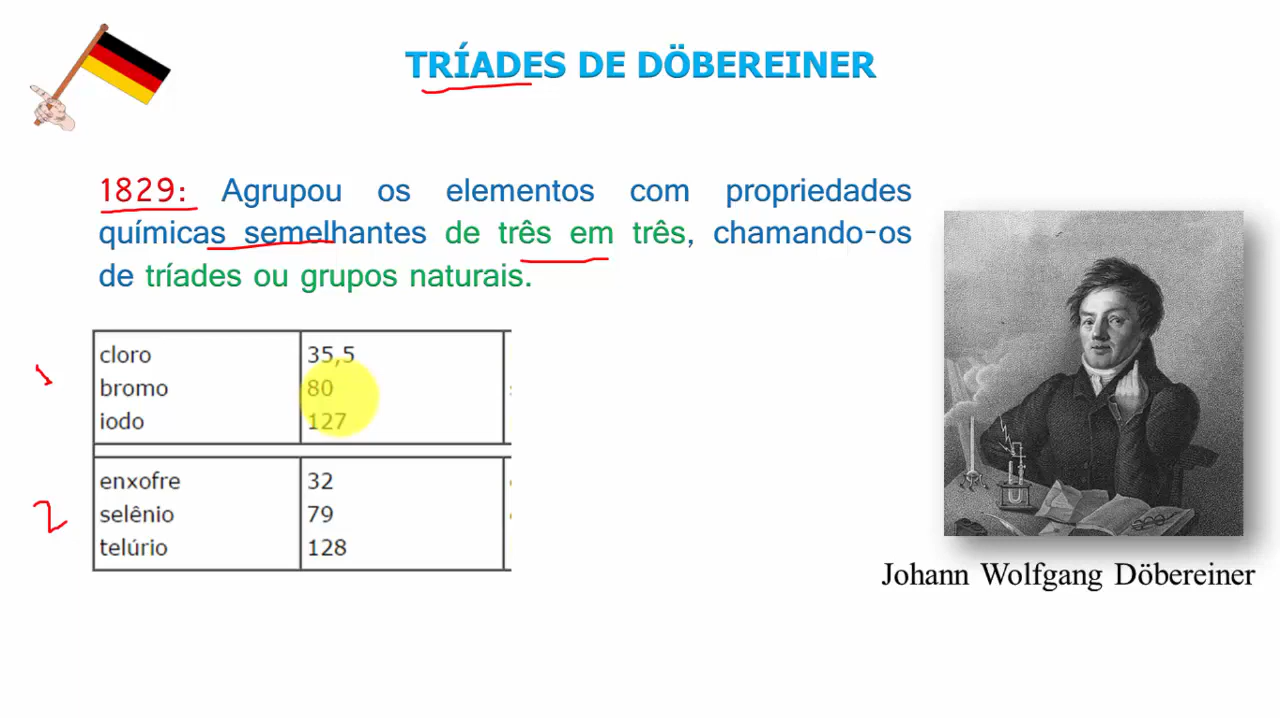 TRÍADES DE DÖBEREINER
1829: Agrupou os elementos com propriedades
químicas semelhantes de três em três, chamando-os
de tríades ou grupos naturais.
1
cloro 35,5
bromo 80
iodo 127
2
enxofre 32
selênio 79
telúrio 128
Johann Wolfgang Döbereiner